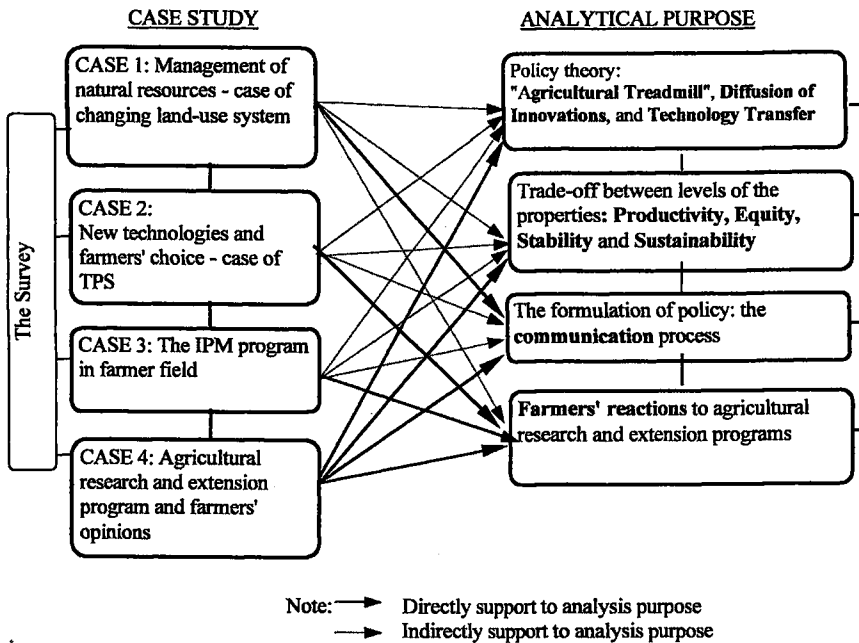 CASE STUDY
ANALYTICAL PURPOSE
The Survey
CASE 1: Management of
natural resources - case of
changing land-use system
CASE 2:
New technologies and
farmers' choice - case of
TPS
CASE 3: The IPM program
in farmer field
CASE 4: Agricultural
research and extension
program and farmers'
opinions
Policy theory:
"Agricultural Treadmill", Diffusion of
Innovations, and Technology Transfer
Trade-off between levels of the
properties: Productivity, Equity,
Stability and Sustainability
The formulation of policy: the
communication process
Farmers' reactions to agricultural
research and extension programs
Note: Directly support to analysis purpose
Indirectly support to analysis purpose